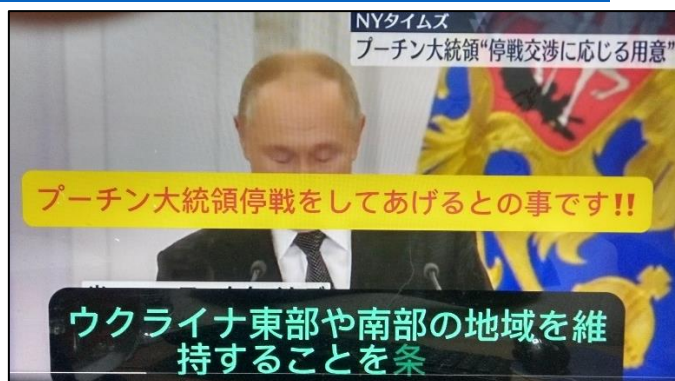 NYタイムズ
プーチン大統領“停戦交渉に応じる用意”
プーチン大統領停戦をしてあげるとの事です!!
ウクライナ東部や南部の地域を維
持することを条